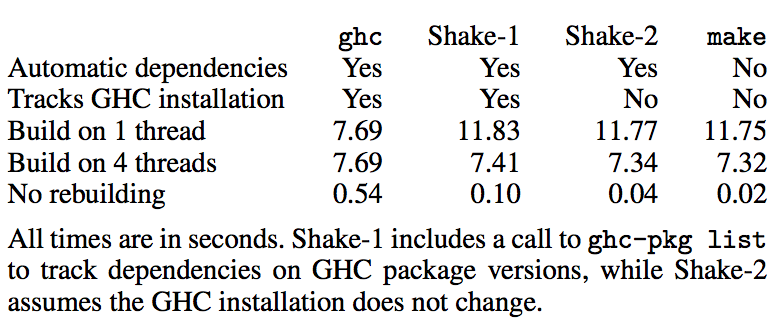 ghc Shake-1 Shake-2 make
Automatic dependencies Yes Yes Yes No
Tracks GHC installation Yes Yes No No
Build on 1 thread 7.69 11.83 11.77 11.75
Build on 4 threads 7.69 7.41 7.34 7.32
No rebuilding 0.54 0.10 0.04 0.02
All times are in seconds. Shake-1 includes a call to ghc-pkg list
to track dependencies on GHC package versions, while Shake-2
assumes the GHC installation does not change.